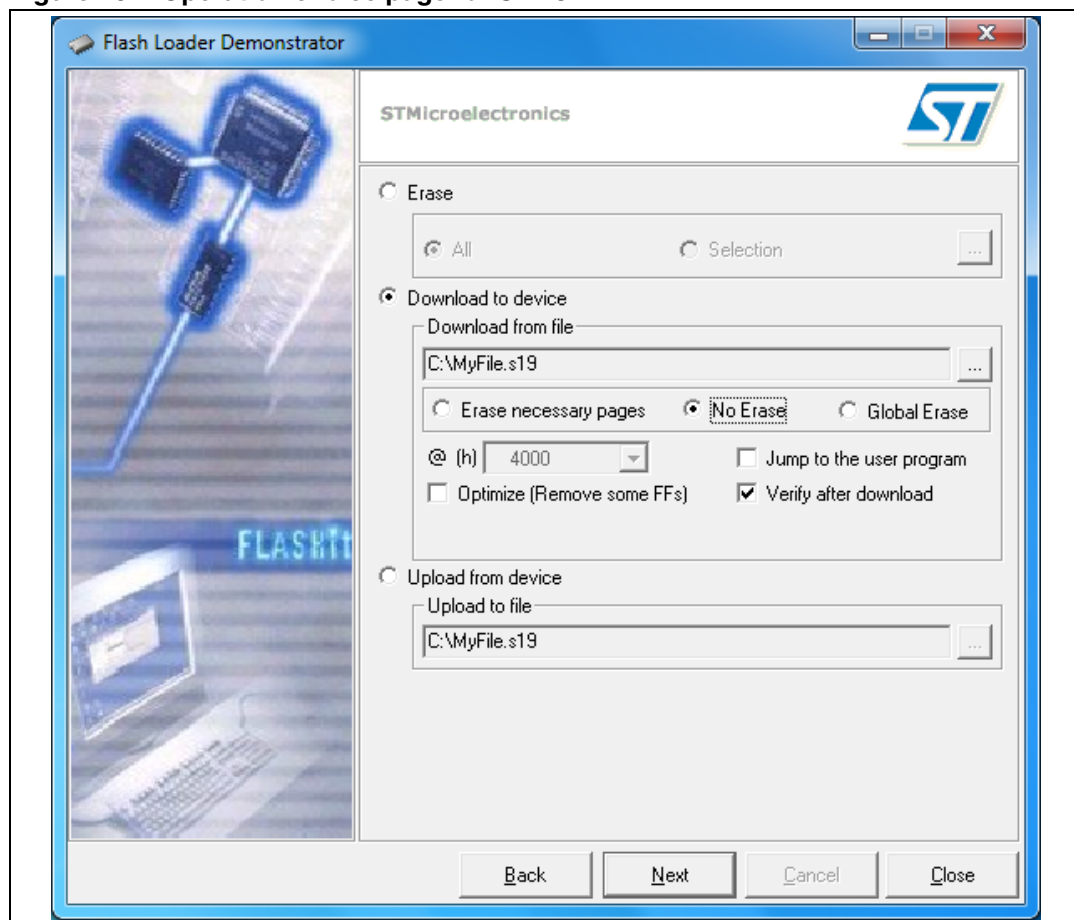 Flash Loader Demonstrator
STMicroelectronics
ST
Erase
All Selection ...
Download to device
Download from file
C:\MyFile.s19 ...
Erase necessary pages No Erase Global Erase
@ (h) 4000 Jump to the user program
Optimize (Remove some FFs) Verify after download
FLASHit
Upload from device
Upload to file
C:\MyFile.s19 ...
Back Next Cancel Close